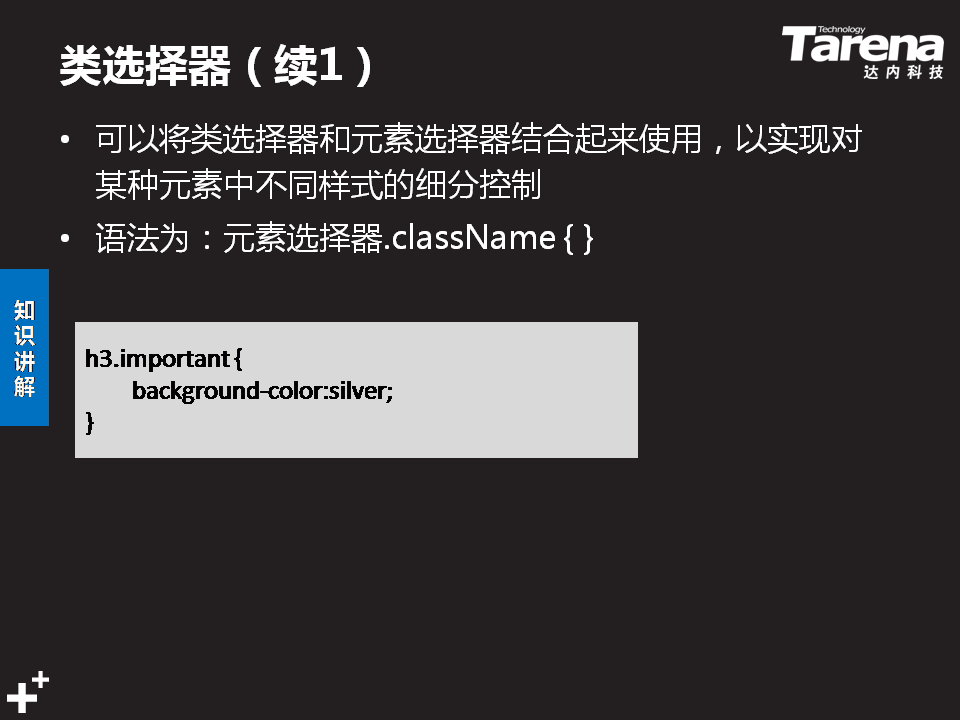 类选择器（续1）
Technology
Tarena
达内科技
• 可以将类选择器和元素选择器结合起来使用，以实现对
某种元素中不同样式的细分控制
• 语法为：元素选择器.className { }
知识讲解
h3.important {
background-color:silver;
}